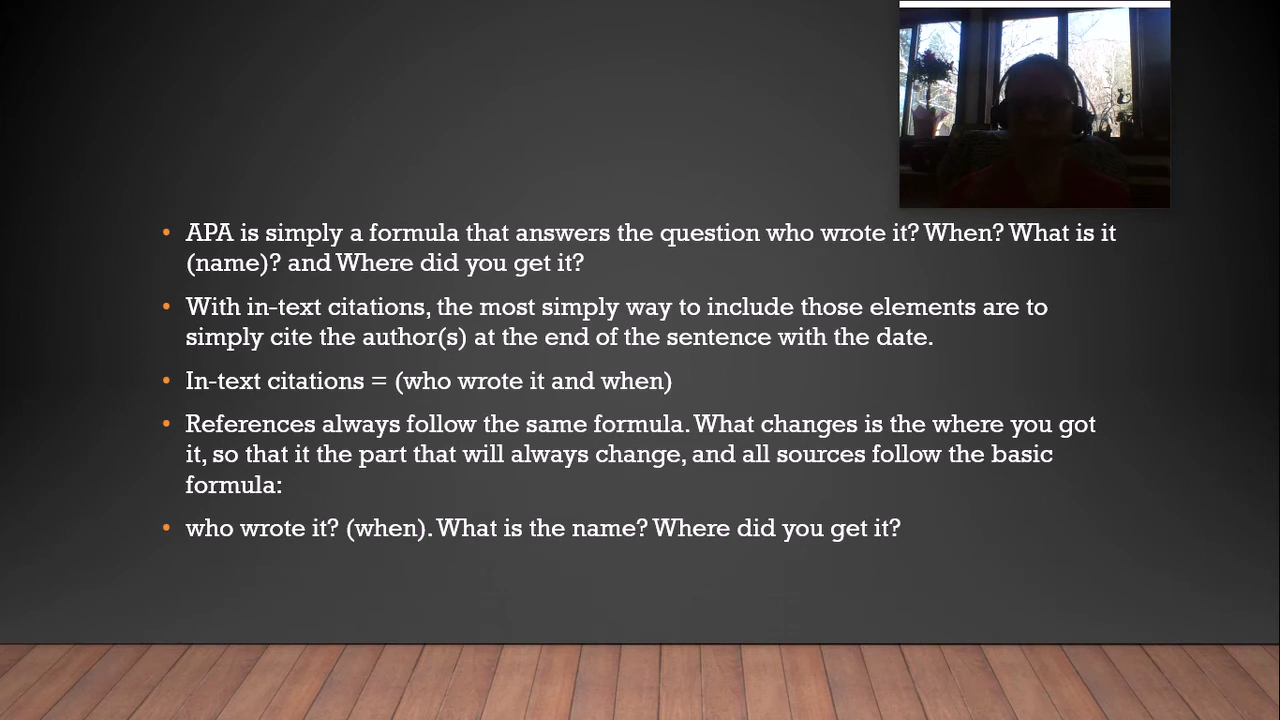 APA is simply a formula that answers the question who wrote it? When? What is it
(name)? and Where did you get it?
With in-text citations, the most simply way to include those elements are to
simply cite the author(s) at the end of the sentence with the date.
In-text citations = (who wrote it and when)
References always follow the same formula. What changes is the where you got
it, so that it the part that will always change, and all sources follow the basic
formula:
who wrote it? (when). What is the name? Where did you get it?